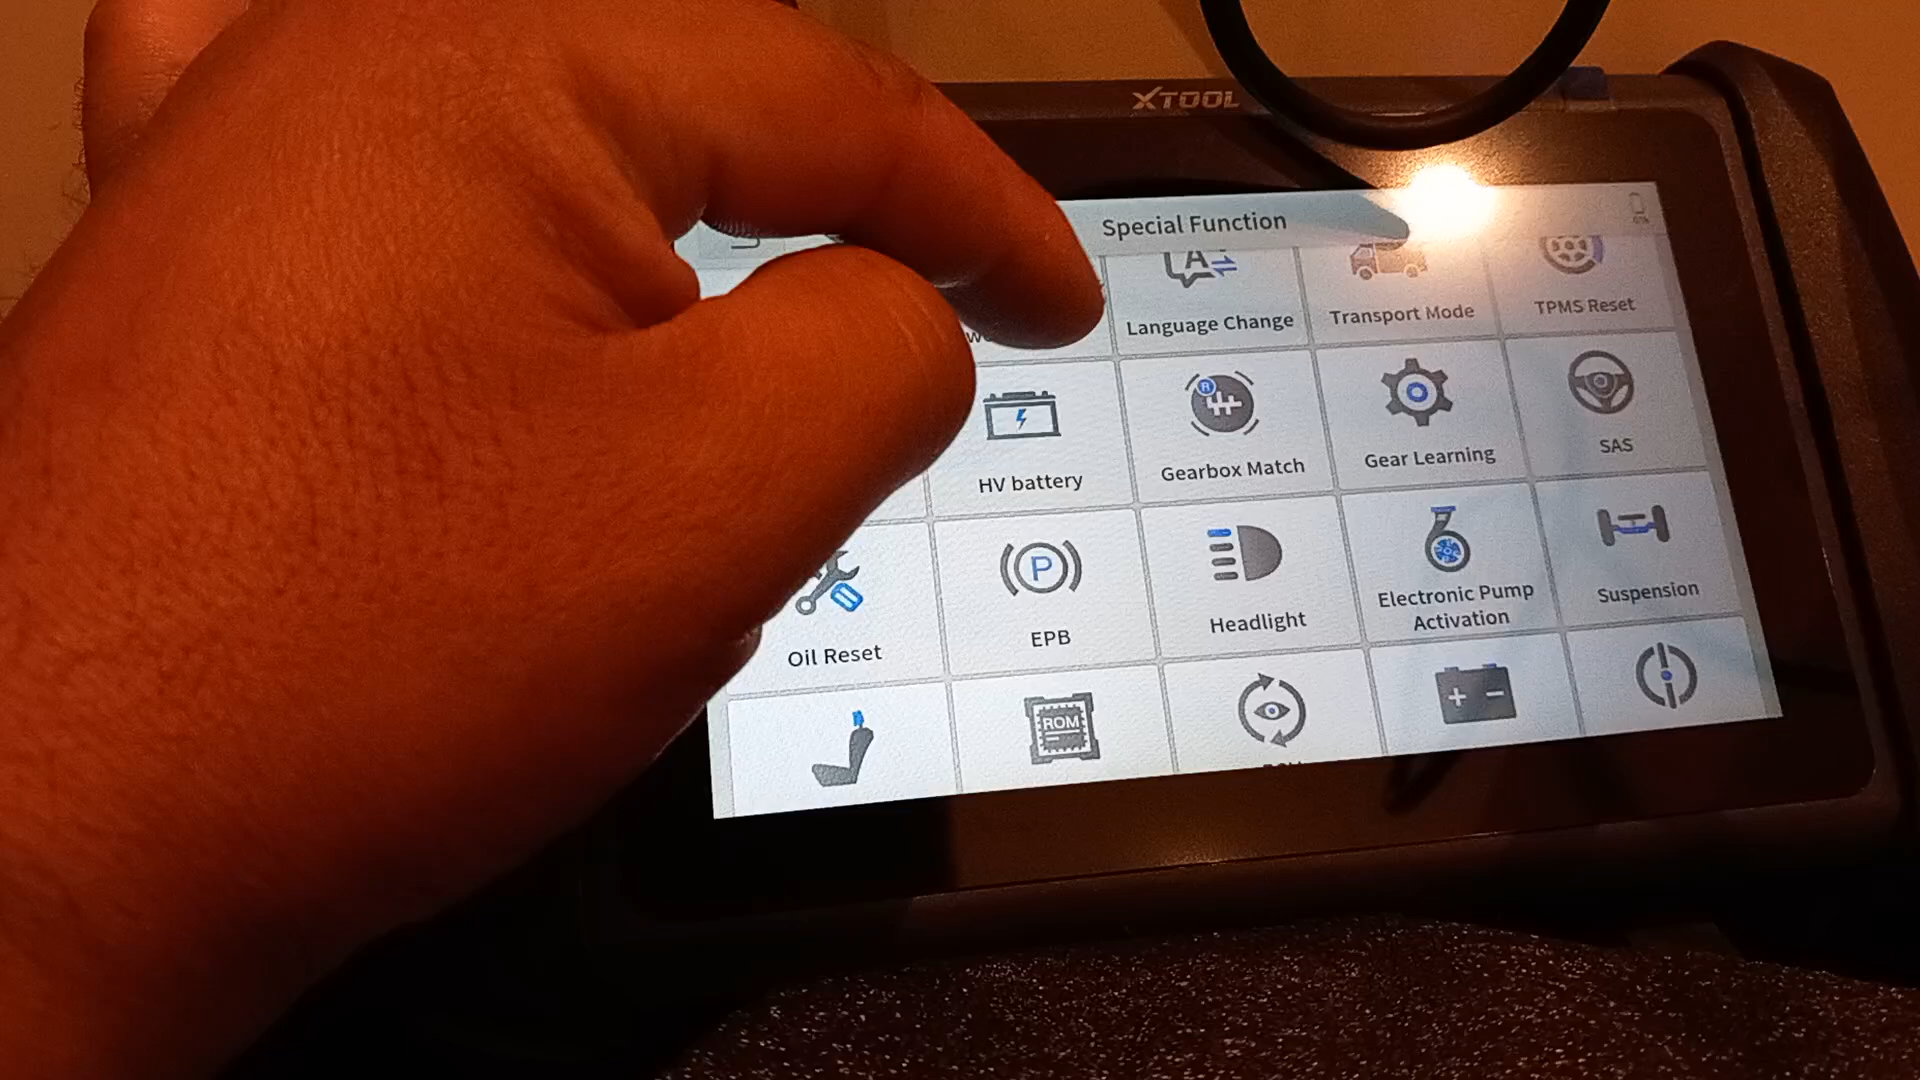 XTOOL
Special Function
Language Change
Transport Mode
TPMS Reset
HV battery
Gearbox Match
Gear Learning
SAS
Oil Reset
EPB
Headlight
Electronic Pump
Activation
Suspension
ROM